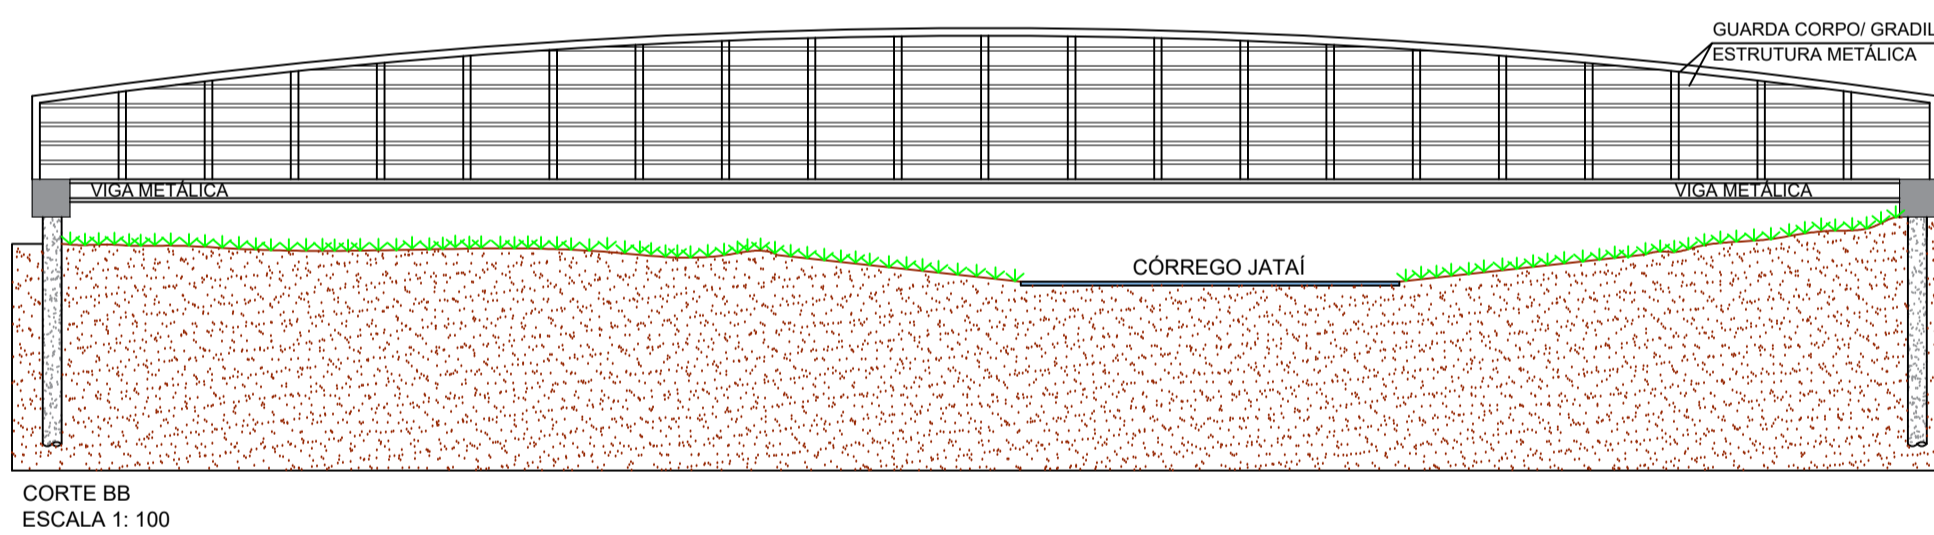 GUARDA CORPO/ GRADIL
ESTRUTURA METÁLICA
VIGA METÁLICA
VIGA METÁLICA
CÓRREGO JATAÍ
CORTE BB
ESCALA 1: 100